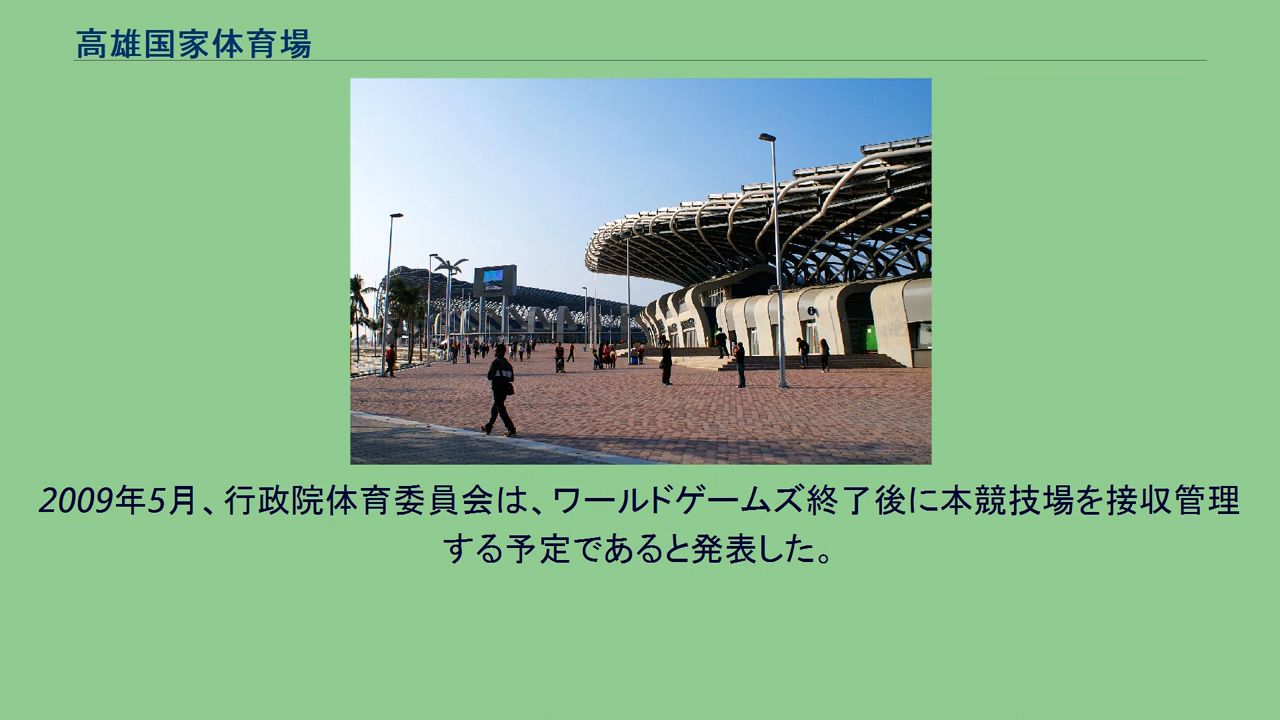 高雄国家体育場
2009年5月、行政院体育委員会は、ワールドゲームズ終了後に本競技場を接収管理
する予定であると発表した。